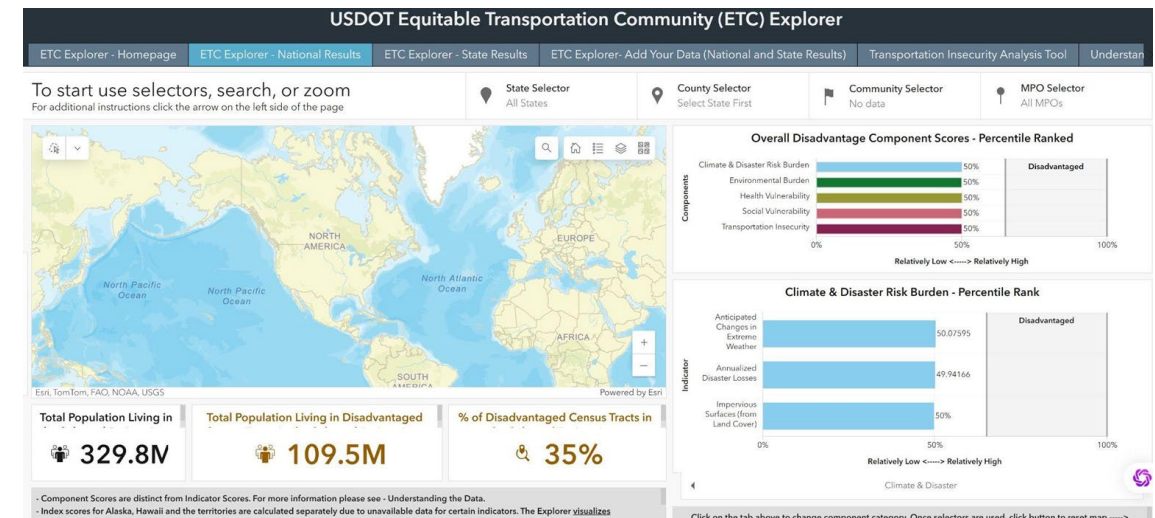 USDOT Equitable Transportation Community (ETC) Explorer
ETC Explorer - Homepage
ETC Explorer - National Results
ETC Explorer - State Results
ETC Explorer- Add Your Data (National and State Results)
Transportation Insecurity Analysis Tool
Understan
To start use selectors, search, or zoom
For additional instructions click the arrow on the left side of the page
State Selector
All States
County Selector
Select State First
Community Selector
No data
MPO Selector
All MPOs
NORTH
AMERICA
EUROPE
North Pacific
Ocean
North Pacific
Ocean
North Atlantic
Ocean
AFRICA
SOUTH
AMERICA
+
−
Esri, TomTom, FAO, NOAA, USGS
Powered by Esri
Overall Disadvantage Component Scores - Percentile Ranked
Components
Climate & Disaster Risk Burden
50%
Environmental Burden
50%
Health Vulnerability
50%
Social Vulnerability
50%
Transportation Insecurity
50%
Disadvantaged
0%
50%
100%
Relatively Low <-----> Relatively High
Climate & Disaster Risk Burden - Percentile Rank
Indicator
Anticipated
Changes in
Extreme
Weather
50.07595
Annualized
Disaster Losses
49.94166
Impervious
Surfaces (from
Land Cover)
50%
Disadvantaged
0%
50%
100%
Relatively Low <-----> Relatively High
Climate & Disaster
Total Population Living in
329.8M
Total Population Living in Disadvantaged
109.5M
% of Disadvantaged Census Tracts in
35%
- Component Scores are distinct from Indicator Scores. For more information please see - Understanding the Data.
- Index scores for Alaska, Hawaii and the territories are calculated separately due to unavailable data for certain indicators. The Explorer visualizes
Click on the tab above to change component category. Once selectors are used, click button to reset map ---->